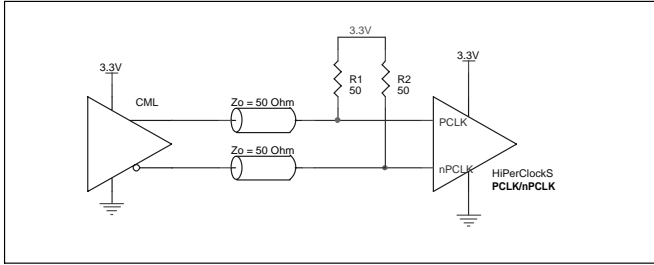 3.3V
3.3V
3.3V
R1
50
R2
50
CML
Zo = 50 Ohm
PCLK
Zo = 50 Ohm
nPCLK
HiPerClockS
PCLK/nPCLK